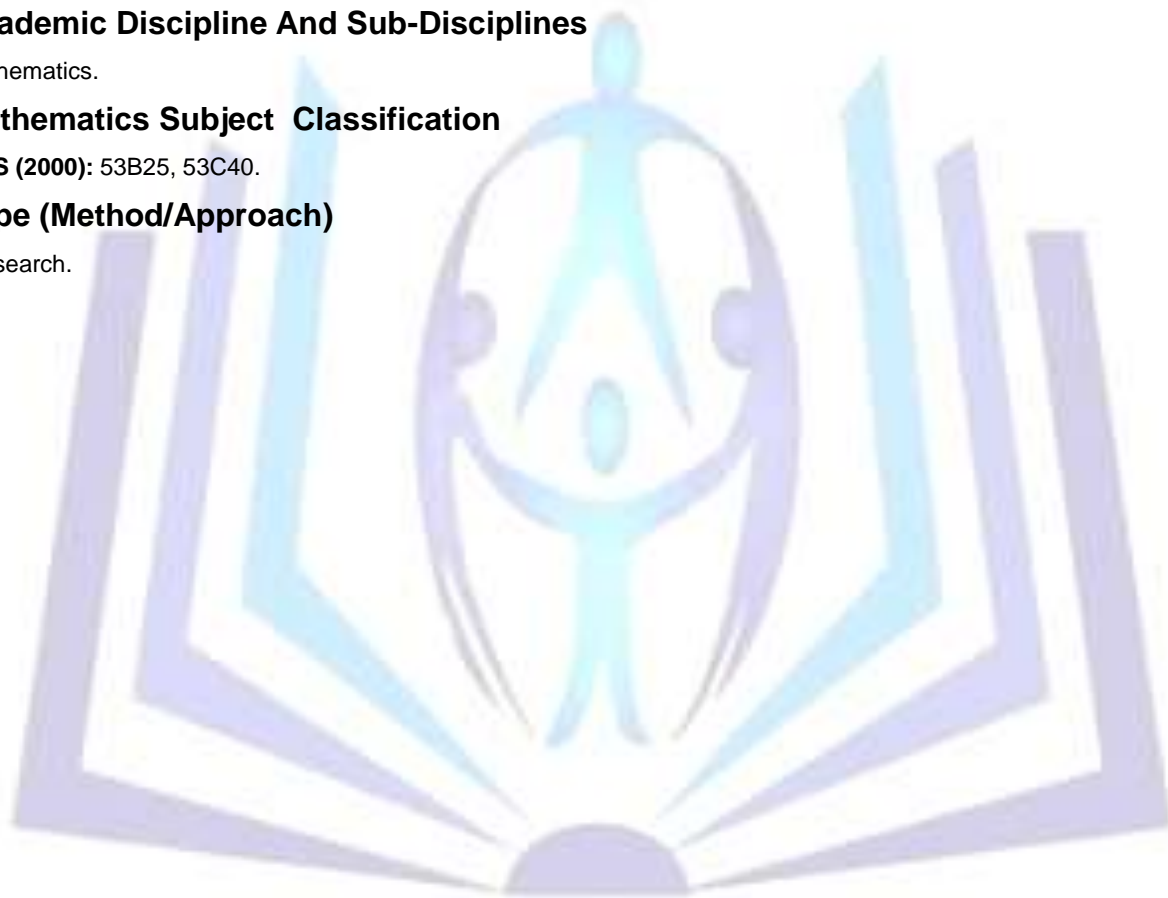 ademic Discipline And Sub-Disciplines
hematics.
thematics Subject Classification
S (2000): 53B25, 53C40.
pe (Method/Approach)
search.